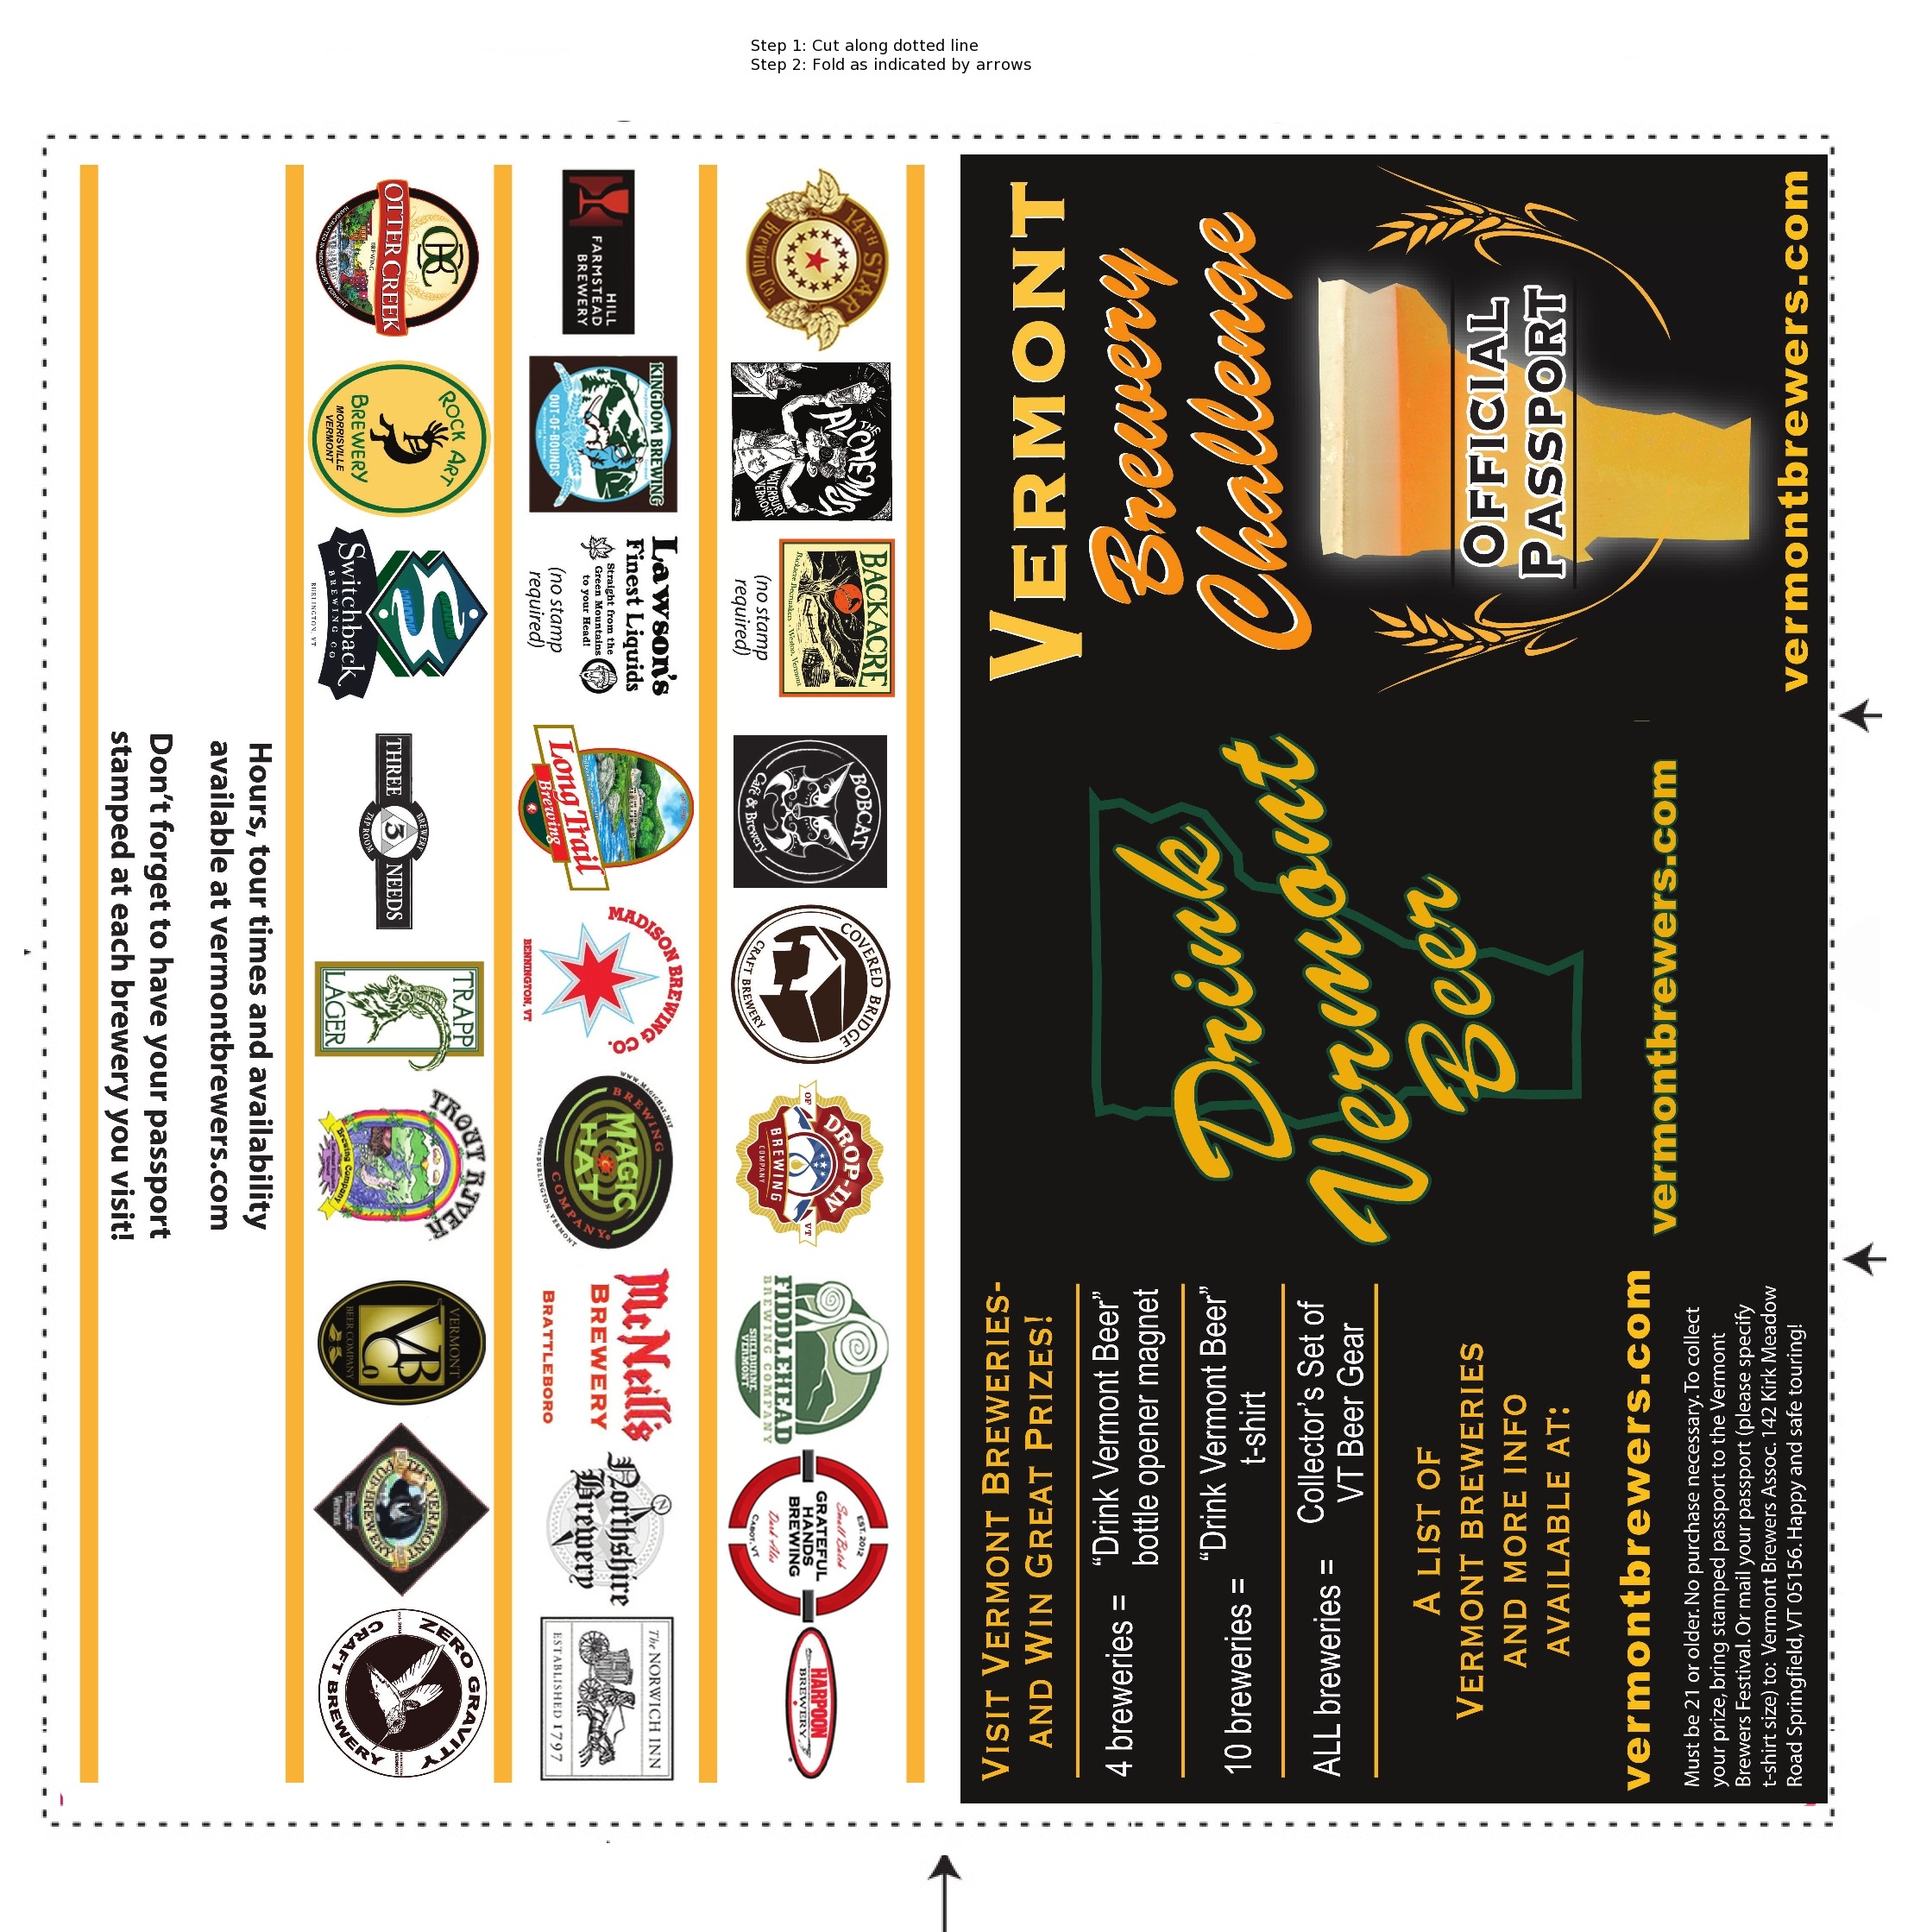 Step 1: Cut along dotted line
Step 2: Fold as indicated by arrows
VERMONT
Brewery
Challenge
OFFICIAL
PASSPORT
vermontbrewers.com
Drink
Vermont
Beer
vermontbrewers.com
VISIT VERMONT BREWERIES-
AND WIN GREAT PRIZES!
4 breweries = “Drink Vermont Beer”
bottle opener magnet
10 breweries = “Drink Vermont Beer”
t-shirt
ALL breweries = Collector’s Set of
VT Beer Gear
A LIST OF
VERMONT BREWERIES
AND MORE INFO
AVAILABLE AT:
vermontbrewers.com
Must be 21 or older. No purchase necessary. To collect
your prize, bring stamped passport to the Vermont
Brewers Festival. Or mail your passport (please specify
t-shirt size) to: Vermont Brewers Assoc. 142 Kirk Meadow
Road Springfield, VT 05156. Happy and safe touring!
14TH STAR
Brewing Co.
THE
ALCHEMIST
WATERBURY
VERMONT
BACKACRE
(no stamp
required)
BOBCAT
Café & Brewery
COVERED BRIDGE
CRAFT BREWERY
DROP-IN
BREWING
COMPANY
OF
VT
FIDDLEHEAD
BREWING COMPANY
SHELBURNE,
VERMONT
EST. 2012
Small Batch
GRATEFUL
HANDS
BREWING
Dark Ales
CABOT, VT
HARPOON
BREWERY
HILL
FARMSTEAD
BREWERY
KINGDOM BREWING
OUT-OF-BOUNDS
Lawson’s
Finest Liquids
Straight from the
Green Mountains
to your Head!
(no stamp
required)
Long Trail
Brewing
MADISON BREWING CO.
BENNINGTON, VT
WWW.MAGICHAT.NET
BREWING
MAGIC
HAT
COMPANY
SOUTH BURLINGTON, VERMONT
McNeill's
BREWERY
BRATTLEBORO
Northshire
Brewery
N
The NORWICH INN
ESTABLISHED 1797
OBC
OTTER CREEK
BREWING
ROCK ART
BREWERY
MORRISVILLE
VERMONT
Switchback
BREWING CO
BURLINGTON, VT
THREE 3 NEEDS
BREWERY
TAP ROOM
TRAPP
LAGER
TROUT RIVER
Brewing Company
VERMONT
VBCo
BEER COMPANY
THE VERMONT
PUB & BREWERY
ZERO GRAVITY
CRAFT BREWERY
Hours, tour times and availability
available at vermontbrewers.com
Don’t forget to have your passport
stamped at each brewery you visit!